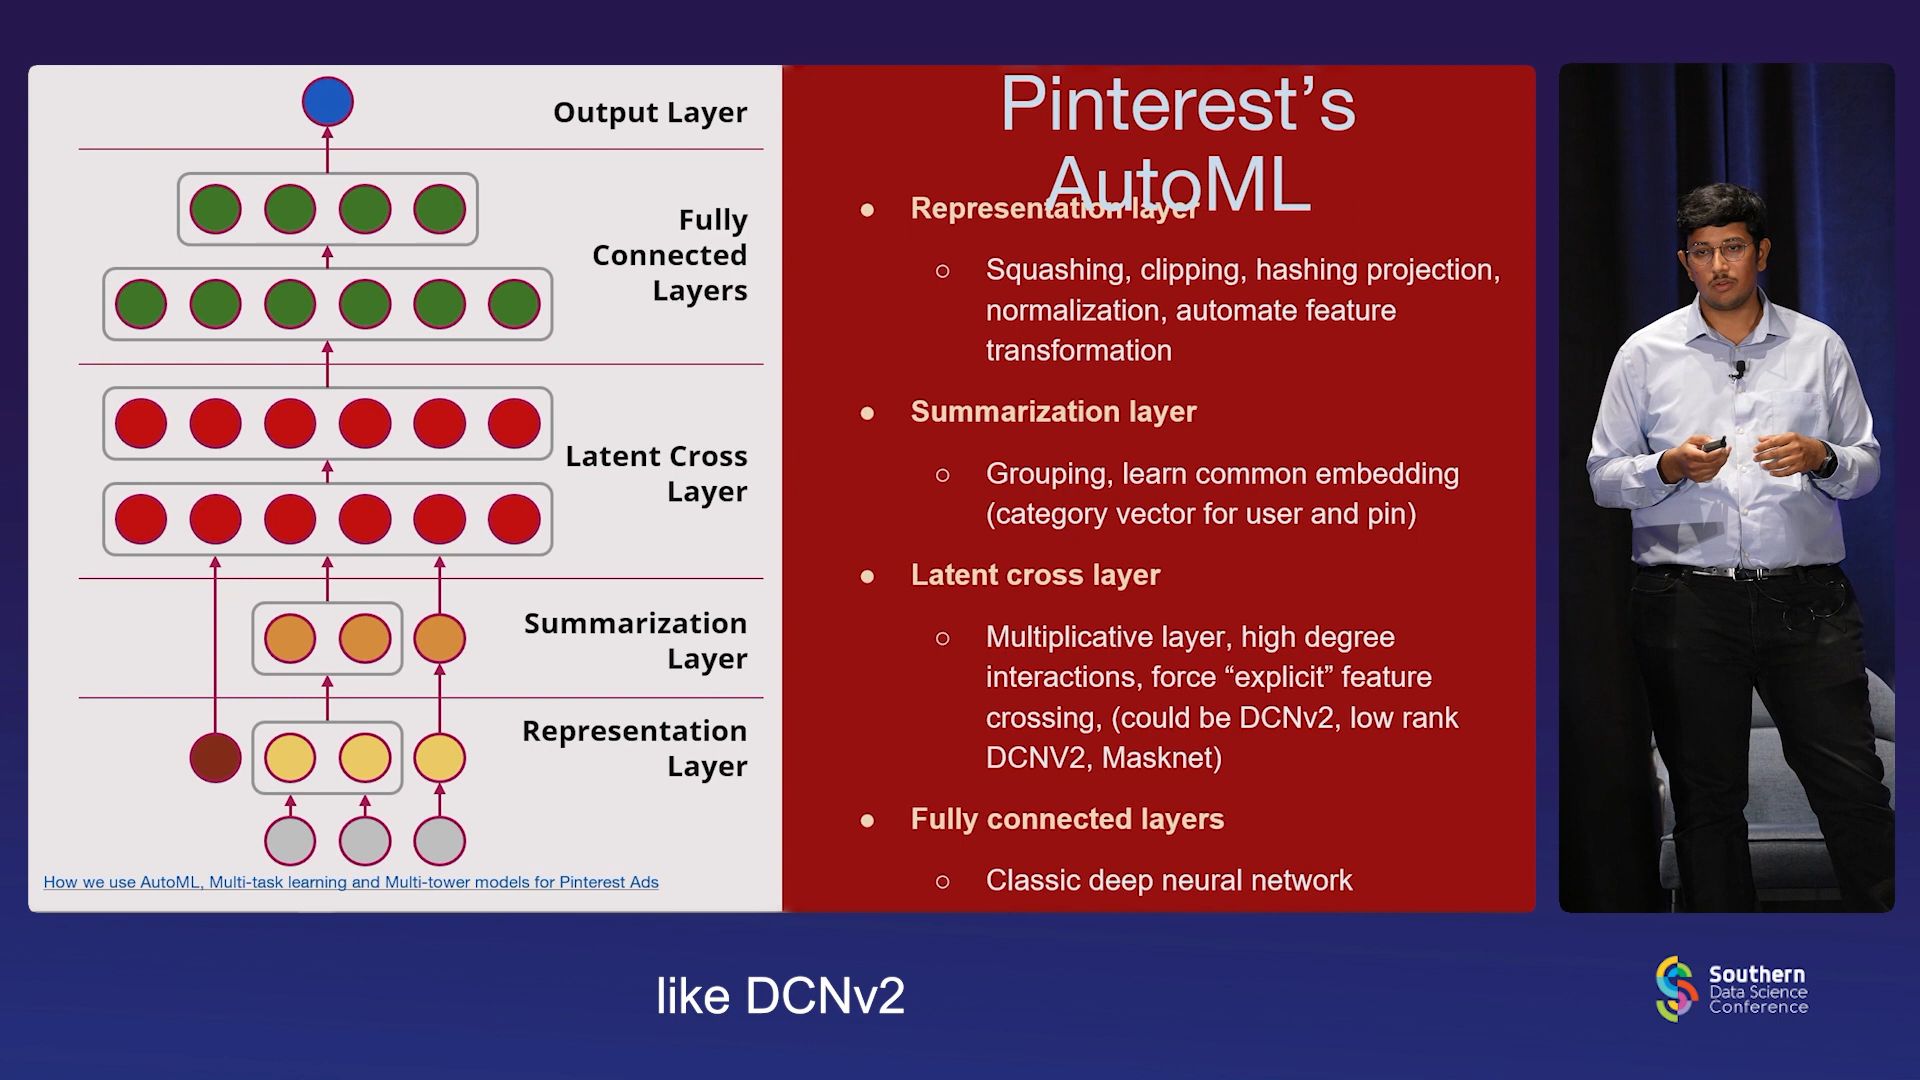 Output Layer
Fully
Connected
Layers
Latent Cross
Layer
Summarization
Layer
Representation
Layer
How we use AutoML, Multi-task learning and Multi-tower models for Pinterest Ads
Pinterest’s
AutoML
● Representation layer
○ Squashing, clipping, hashing projection,
normalization, automate feature
transformation
● Summarization layer
○ Grouping, learn common embedding
(category vector for user and pin)
● Latent cross layer
○ Multiplicative layer, high degree
interactions, force “explicit” feature
crossing, (could be DCNv2, low rank
DCNV2, Masknet)
● Fully connected layers
○ Classic deep neural network
like DCNv2
Southern
Data Science
Conference